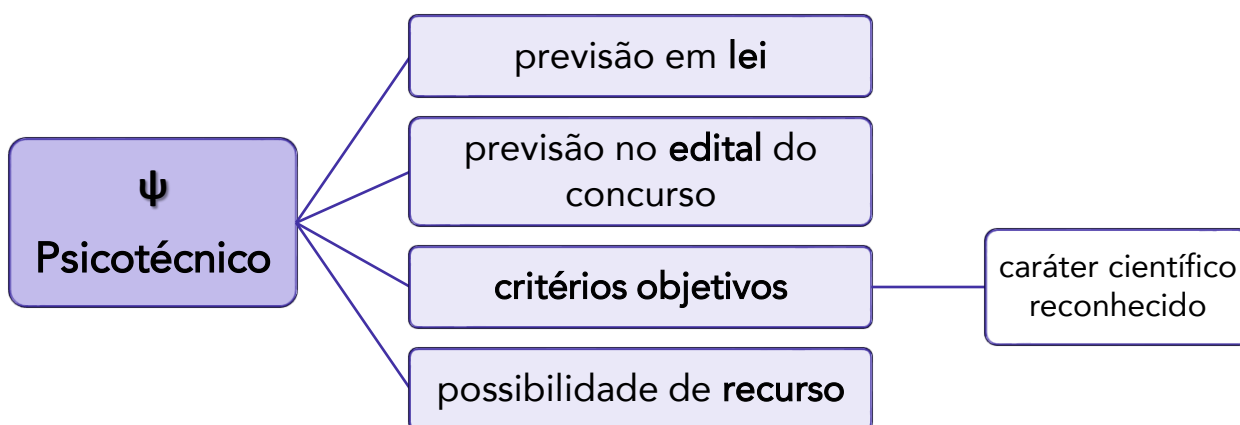 ψ
Psicotécnico
previsão em lei
previsão no edital do
concurso
critérios objetivos
caráter científico
reconhecido
possibilidade de recurso